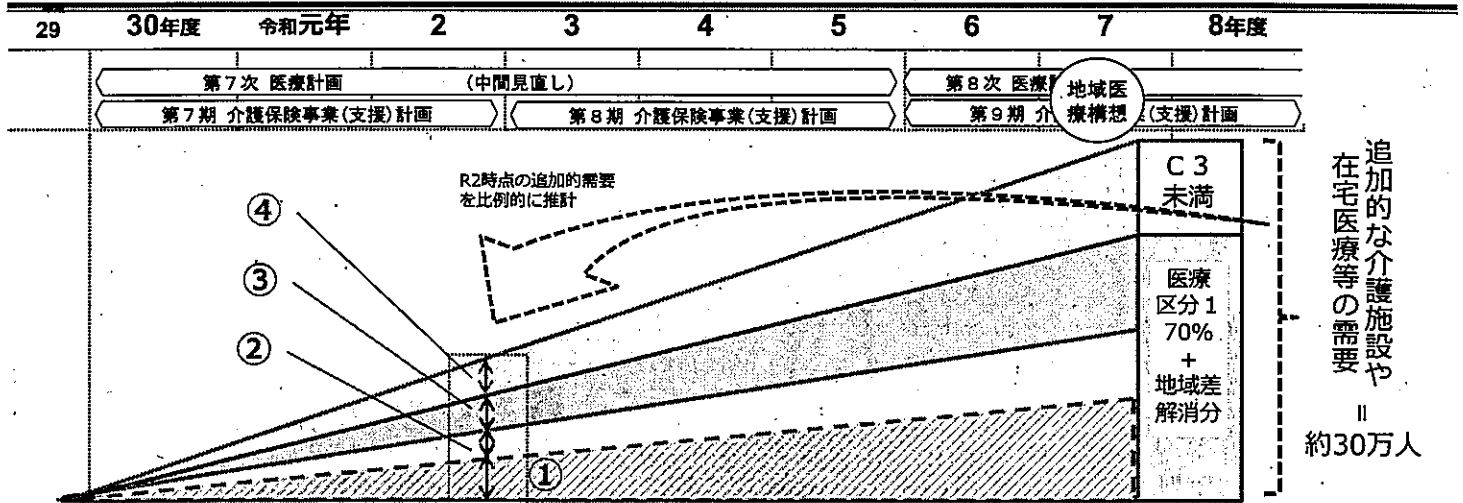 29 30年度 令和元年 2 3 4 5 6 7 8年度
第7次 医療計画 (中間見直し) 第8次 医療
第7期 介護保険事業(支援)計画 第8期 介護保険事業(支援)計画 第9期 介 (支援)計画
地域医
療構想
R2時点の追加的需要
を比例的に推計
④
③
②
①
C3
未満
医療
区分1
70%
+
地域差
解消分
追加的な介護施設や
在宅医療等の需要
=
約30万人